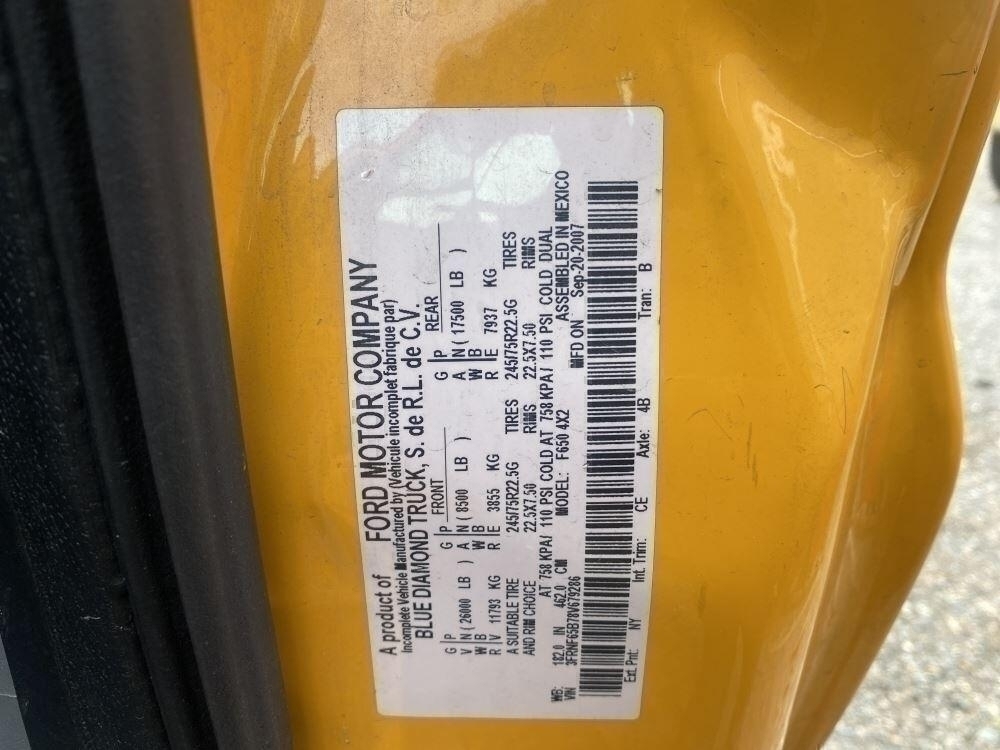 A product of FORD MOTOR COMPANY
Incomplete Vehicle Manufactured by (Vehicule incomplet fabrique par)
BLUE DIAMOND TRUCK, S. de R.L. de C.V.
FRONT REAR
G P G P G P
V N ( 26000 LB ) A N ( 8500 LB ) A N ( 17500 LB )
W B W B W B
R V 11793 KG R E 3855 KG R E 7937 KG
A SUITABLE TIRE 245/75R22.5G TIRES 245/75R22.5G TIRES
AND RIM CHOICE 22.5X7.50 RIMS 22.5X7.50 RIMS
AT 758 KPA/ 110 PSI COLD AT 758 KPA/ 110 PSI COLD DUAL
WB: 182.0 IN 462.0 CM MODEL: F650 4X2 ASSEMBLED IN MEXICO
VIN 3FRNF65B78V679286 MFD ON Sep-20-2007
Ext. Pnt: NY Int. Trim: CE Axle: 4B Tran: B